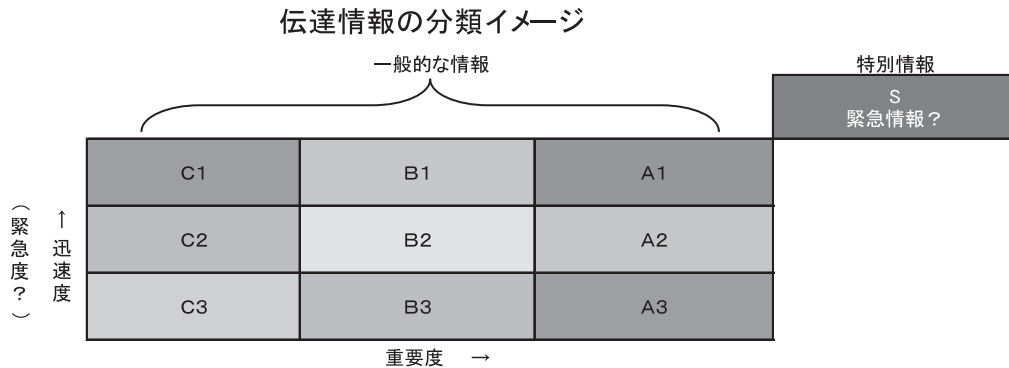 伝達情報の分類イメージ
一般的な情報
特別情報
S
緊急情報？
C1 B1 A1
C2 B2 A2
C3 B3 A3
（緊急度？）
↑迅速度
重要度 →